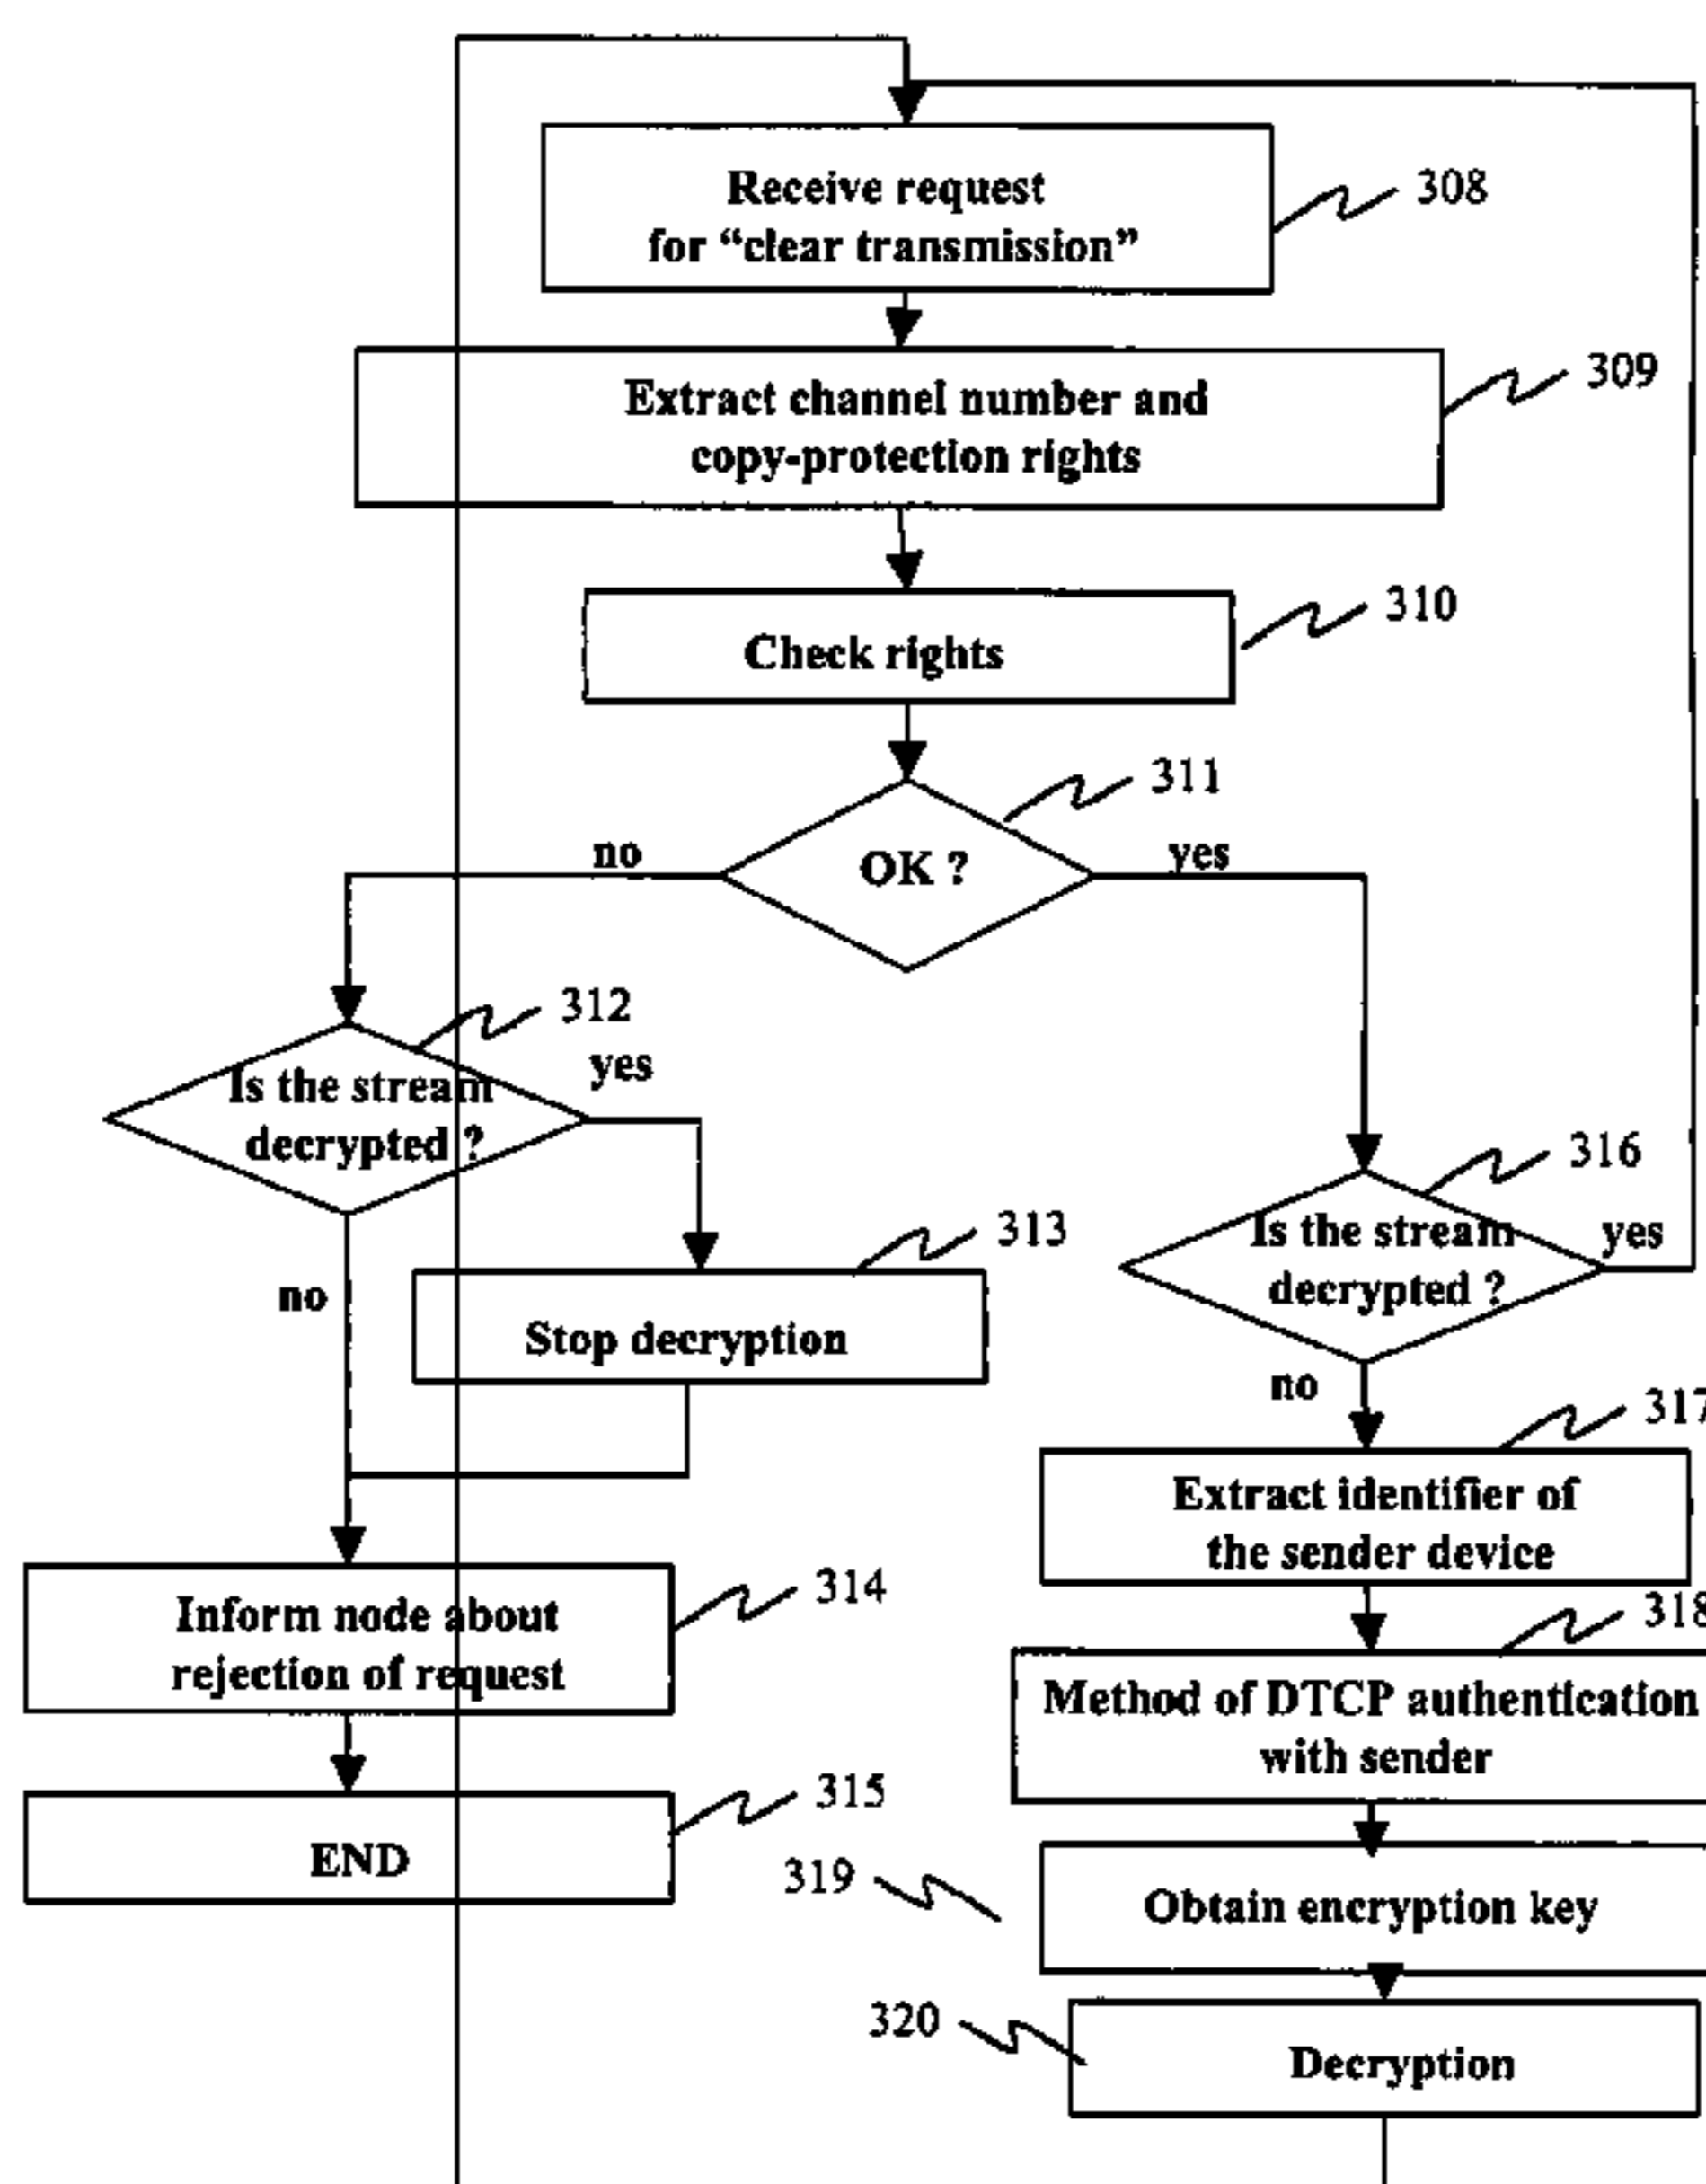 Receive request
for “clear transmission”
308
Extract channel number and
copy-protection rights
309
Check rights
310
OK ?
311
no
yes
312
Is the stream
decrypted ?
yes
no
313
Stop decryption
316
Is the stream
decrypted ?
yes
no
317
Extract identifier of
the sender device
314
Inform node about
rejection of request
318
Method of DTCP authentication
with sender
315
END
319
Obtain encryption key
320
Decryption